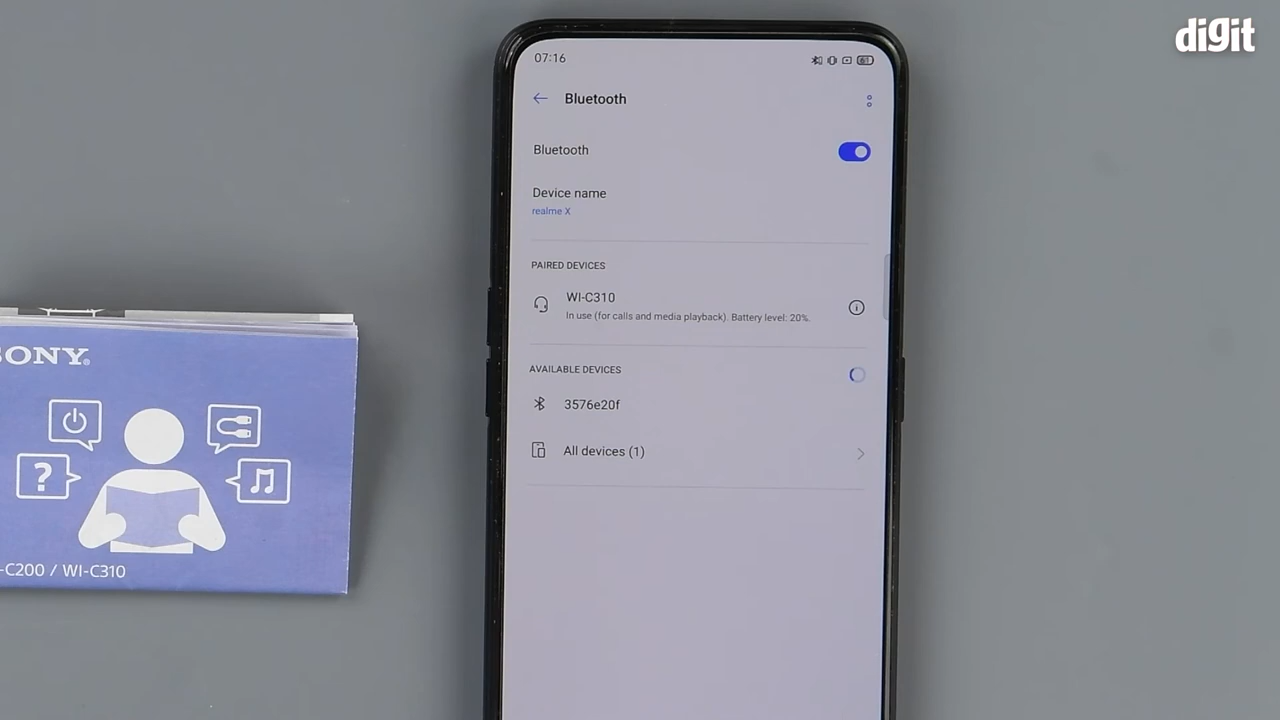 digit
07:16
Bluetooth
Bluetooth
Device name
realme X
PAIRED DEVICES
WI-C310
In use (for calls and media playback). Battery level: 20%.
AVAILABLE DEVICES
3576e20f
All devices (1)
SONY
?
-C200 / WI-C310